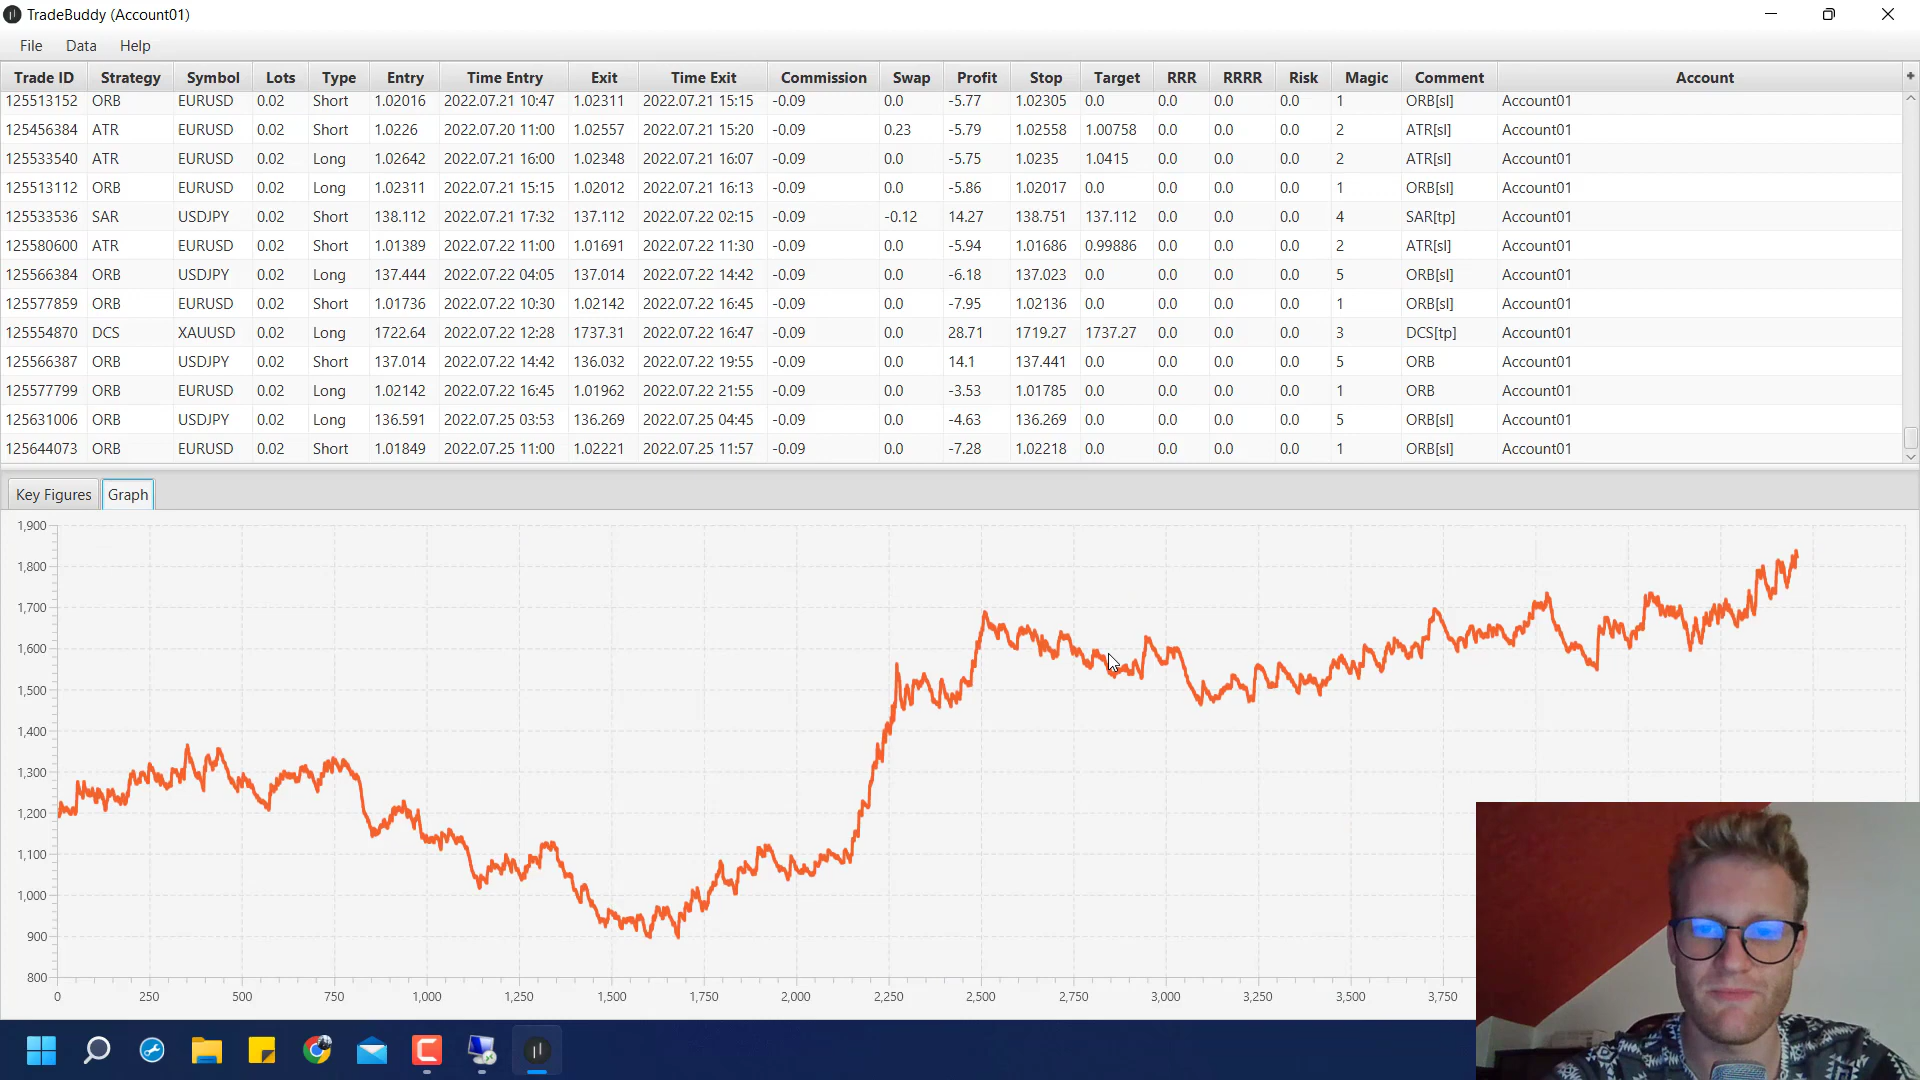 TradeBuddy (Account01)
File Data Help
Trade ID Strategy Symbol Lots Type Entry Time Entry Exit Time Exit Commission Swap Profit Stop Target RRR RRRR Risk Magic Comment Account +
125513152 ORB EURUSD 0.02 Short 1.02016 2022.07.21 10:47 1.02311 2022.07.21 15:15 -0.09 0.0 -5.77 1.02305 0.0 0.0 0.0 0.0 1 ORB[sl] Account01
125456384 ATR EURUSD 0.02 Short 1.0226 2022.07.20 11:00 1.02557 2022.07.21 15:20 -0.09 0.23 -5.79 1.02558 1.00758 0.0 0.0 0.0 2 ATR[sl] Account01
125533540 ATR EURUSD 0.02 Long 1.02642 2022.07.21 16:00 1.02348 2022.07.21 16:07 -0.09 0.0 -5.75 1.0235 1.0415 0.0 0.0 0.0 2 ATR[sl] Account01
125513112 ORB EURUSD 0.02 Long 1.02311 2022.07.21 15:15 1.02012 2022.07.21 16:13 -0.09 0.0 -5.86 1.02017 0.0 0.0 0.0 0.0 1 ORB[sl] Account01
125533536 SAR USDJPY 0.02 Short 138.112 2022.07.21 17:32 137.112 2022.07.22 02:15 -0.09 -0.12 14.27 138.751 137.112 0.0 0.0 0.0 4 SAR[tp] Account01
125580600 ATR EURUSD 0.02 Short 1.01389 2022.07.22 11:00 1.01691 2022.07.22 11:30 -0.09 0.0 -5.94 1.01686 0.99886 0.0 0.0 0.0 2 ATR[sl] Account01
125566384 ORB USDJPY 0.02 Long 137.444 2022.07.22 04:05 137.014 2022.07.22 14:42 -0.09 0.0 -6.18 137.023 0.0 0.0 0.0 0.0 5 ORB[sl] Account01
125577859 ORB EURUSD 0.02 Short 1.01736 2022.07.22 10:30 1.02142 2022.07.22 16:45 -0.09 0.0 -7.95 1.02136 0.0 0.0 0.0 0.0 1 ORB[sl] Account01
125554870 DCS XAUUSD 0.02 Long 1722.64 2022.07.22 12:28 1737.31 2022.07.22 16:47 -0.09 0.0 28.71 1719.27 1737.27 0.0 0.0 0.0 3 DCS[tp] Account01
125566387 ORB USDJPY 0.02 Short 137.014 2022.07.22 14:42 136.032 2022.07.22 19:55 -0.09 0.0 14.1 137.441 0.0 0.0 0.0 0.0 5 ORB Account01
125577799 ORB EURUSD 0.02 Long 1.02142 2022.07.22 16:45 1.01962 2022.07.22 21:55 -0.09 0.0 -3.53 1.01785 0.0 0.0 0.0 0.0 1 ORB Account01
125631006 ORB USDJPY 0.02 Long 136.591 2022.07.25 03:53 136.269 2022.07.25 04:45 -0.09 0.0 -4.63 136.269 0.0 0.0 0.0 0.0 5 ORB[sl] Account01
125644073 ORB EURUSD 0.02 Short 1.01849 2022.07.25 11:00 1.02221 2022.07.25 11:57 -0.09 0.0 -7.28 1.02218 0.0 0.0 0.0 0.0 1 ORB[sl] Account01
Key Figures Graph
1,900
1,800
1,700
1,600
1,500
1,400
1,300
1,200
1,100
1,000
900
800
0 250 500 750 1,000 1,250 1,500 1,750 2,000 2,250 2,500 2,750 3,000 3,250 3,500 3,750